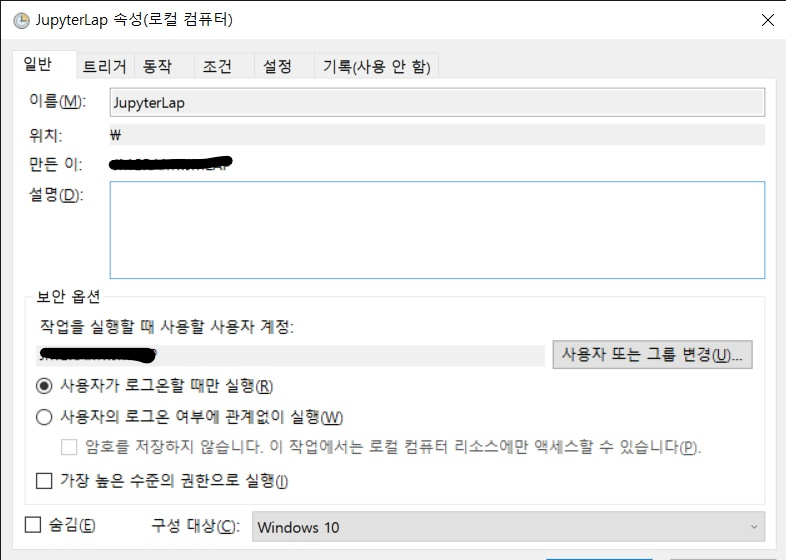 JupyterLap 속성(로컬 컴퓨터)
일반 트리거 동작 조건 설정 기록(사용 안 함)
이름(M): JupyterLap
위치: ₩
만든 이:
설명(D):
보안 옵션
작업을 실행할 때 사용할 사용자 계정:
사용자 또는 그룹 변경(U)...
사용자가 로그온할 때만 실행(R)
사용자의 로그온 여부에 관계없이 실행(W)
암호를 저장하지 않습니다. 이 작업에서는 로컬 컴퓨터 리소스에만 액세스할 수 있습니다(P).
가장 높은 수준의 권한으로 실행(I)
숨김(E) 구성 대상(C): Windows 10